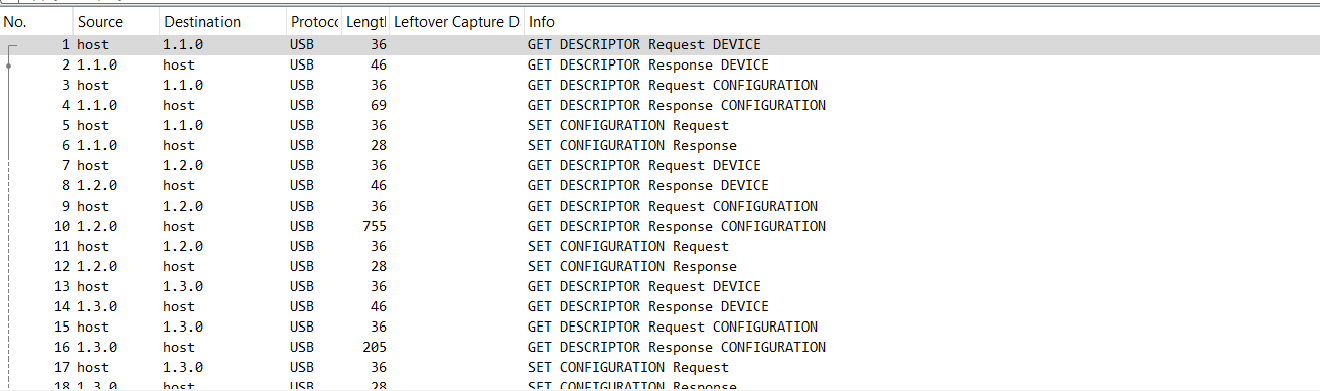 No. Source Destination Protoc Lengtl Leftover Capture D Info
1 host 1.1.0 USB 36 GET DESCRIPTOR Request DEVICE
2 1.1.0 host USB 46 GET DESCRIPTOR Response DEVICE
3 host 1.1.0 USB 36 GET DESCRIPTOR Request CONFIGURATION
4 1.1.0 host USB 69 GET DESCRIPTOR Response CONFIGURATION
5 host 1.1.0 USB 36 SET CONFIGURATION Request
6 1.1.0 host USB 28 SET CONFIGURATION Response
7 host 1.2.0 USB 36 GET DESCRIPTOR Request DEVICE
8 1.2.0 host USB 46 GET DESCRIPTOR Response DEVICE
9 host 1.2.0 USB 36 GET DESCRIPTOR Request CONFIGURATION
10 1.2.0 host USB 755 GET DESCRIPTOR Response CONFIGURATION
11 host 1.2.0 USB 36 SET CONFIGURATION Request
12 1.2.0 host USB 28 SET CONFIGURATION Response
13 host 1.3.0 USB 36 GET DESCRIPTOR Request DEVICE
14 1.3.0 host USB 46 GET DESCRIPTOR Response DEVICE
15 host 1.3.0 USB 36 GET DESCRIPTOR Request CONFIGURATION
16 1.3.0 host USB 205 GET DESCRIPTOR Response CONFIGURATION
17 host 1.3.0 USB 36 SET CONFIGURATION Request
18 1.3.0 host USB 28 SET CONFIGURATION Response